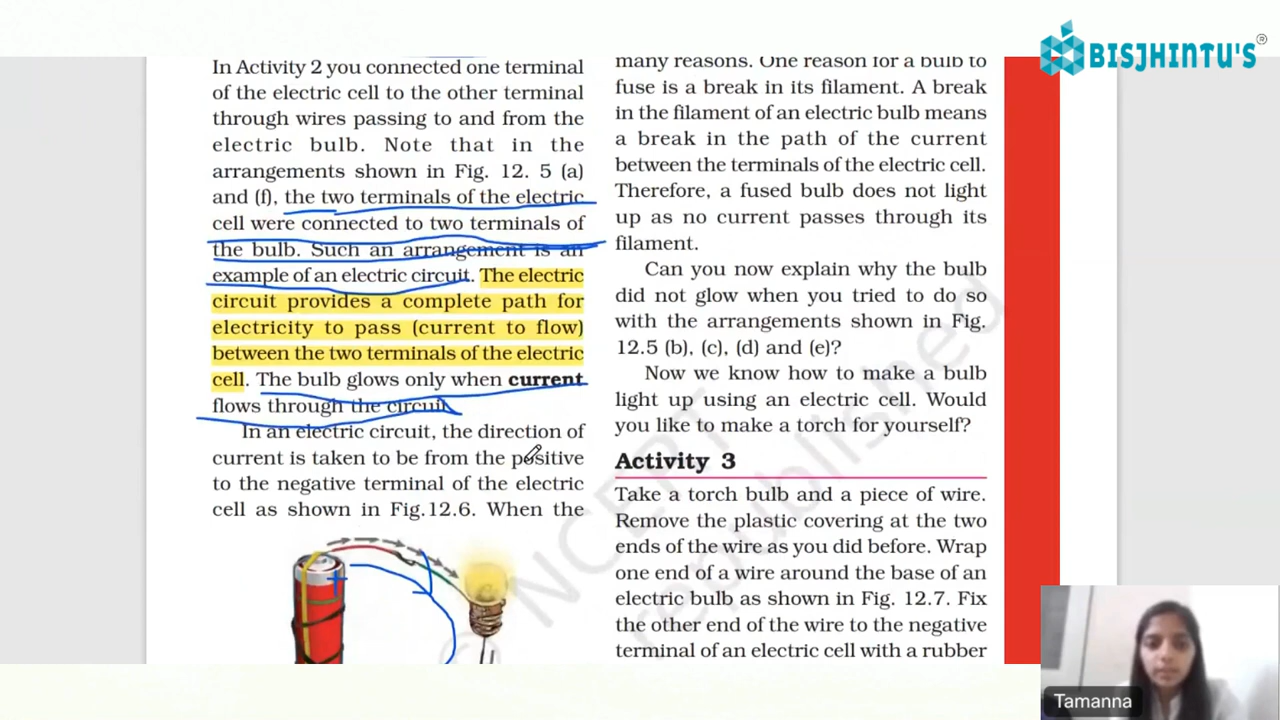 BISJHINTU'S®
In Activity 2 you connected one terminal
of the electric cell to the other terminal
through wires passing to and from the
electric bulb. Note that in the
arrangements shown in Fig. 12. 5 (a)
and (f), the two terminals of the electric
cell were connected to two terminals of
the bulb. Such an arrangement is an
example of an electric circuit. The electric
circuit provides a complete path for
electricity to pass (current to flow)
between the two terminals of the electric
cell. The bulb glows only when current
flows through the circuit.
In an electric circuit, the direction of
current is taken to be from the positive
to the negative terminal of the electric
cell as shown in Fig.12.6. When the
+
many reasons. One reason for a bulb to
fuse is a break in its filament. A break
in the filament of an electric bulb means
a break in the path of the current
between the terminals of the electric cell.
Therefore, a fused bulb does not light
up as no current passes through its
filament.
Can you now explain why the bulb
did not glow when you tried to do so
with the arrangements shown in Fig.
12.5 (b), (c), (d) and (e)?
Now we know how to make a bulb
light up using an electric cell. Would
you like to make a torch for yourself?
Activity 3
Take a torch bulb and a piece of wire.
Remove the plastic covering at the two
ends of the wire as you did before. Wrap
one end of a wire around the base of an
electric bulb as shown in Fig. 12.7. Fix
the other end of the wire to the negative
terminal of an electric cell with a rubber
© NCERT
republished
Tamanna